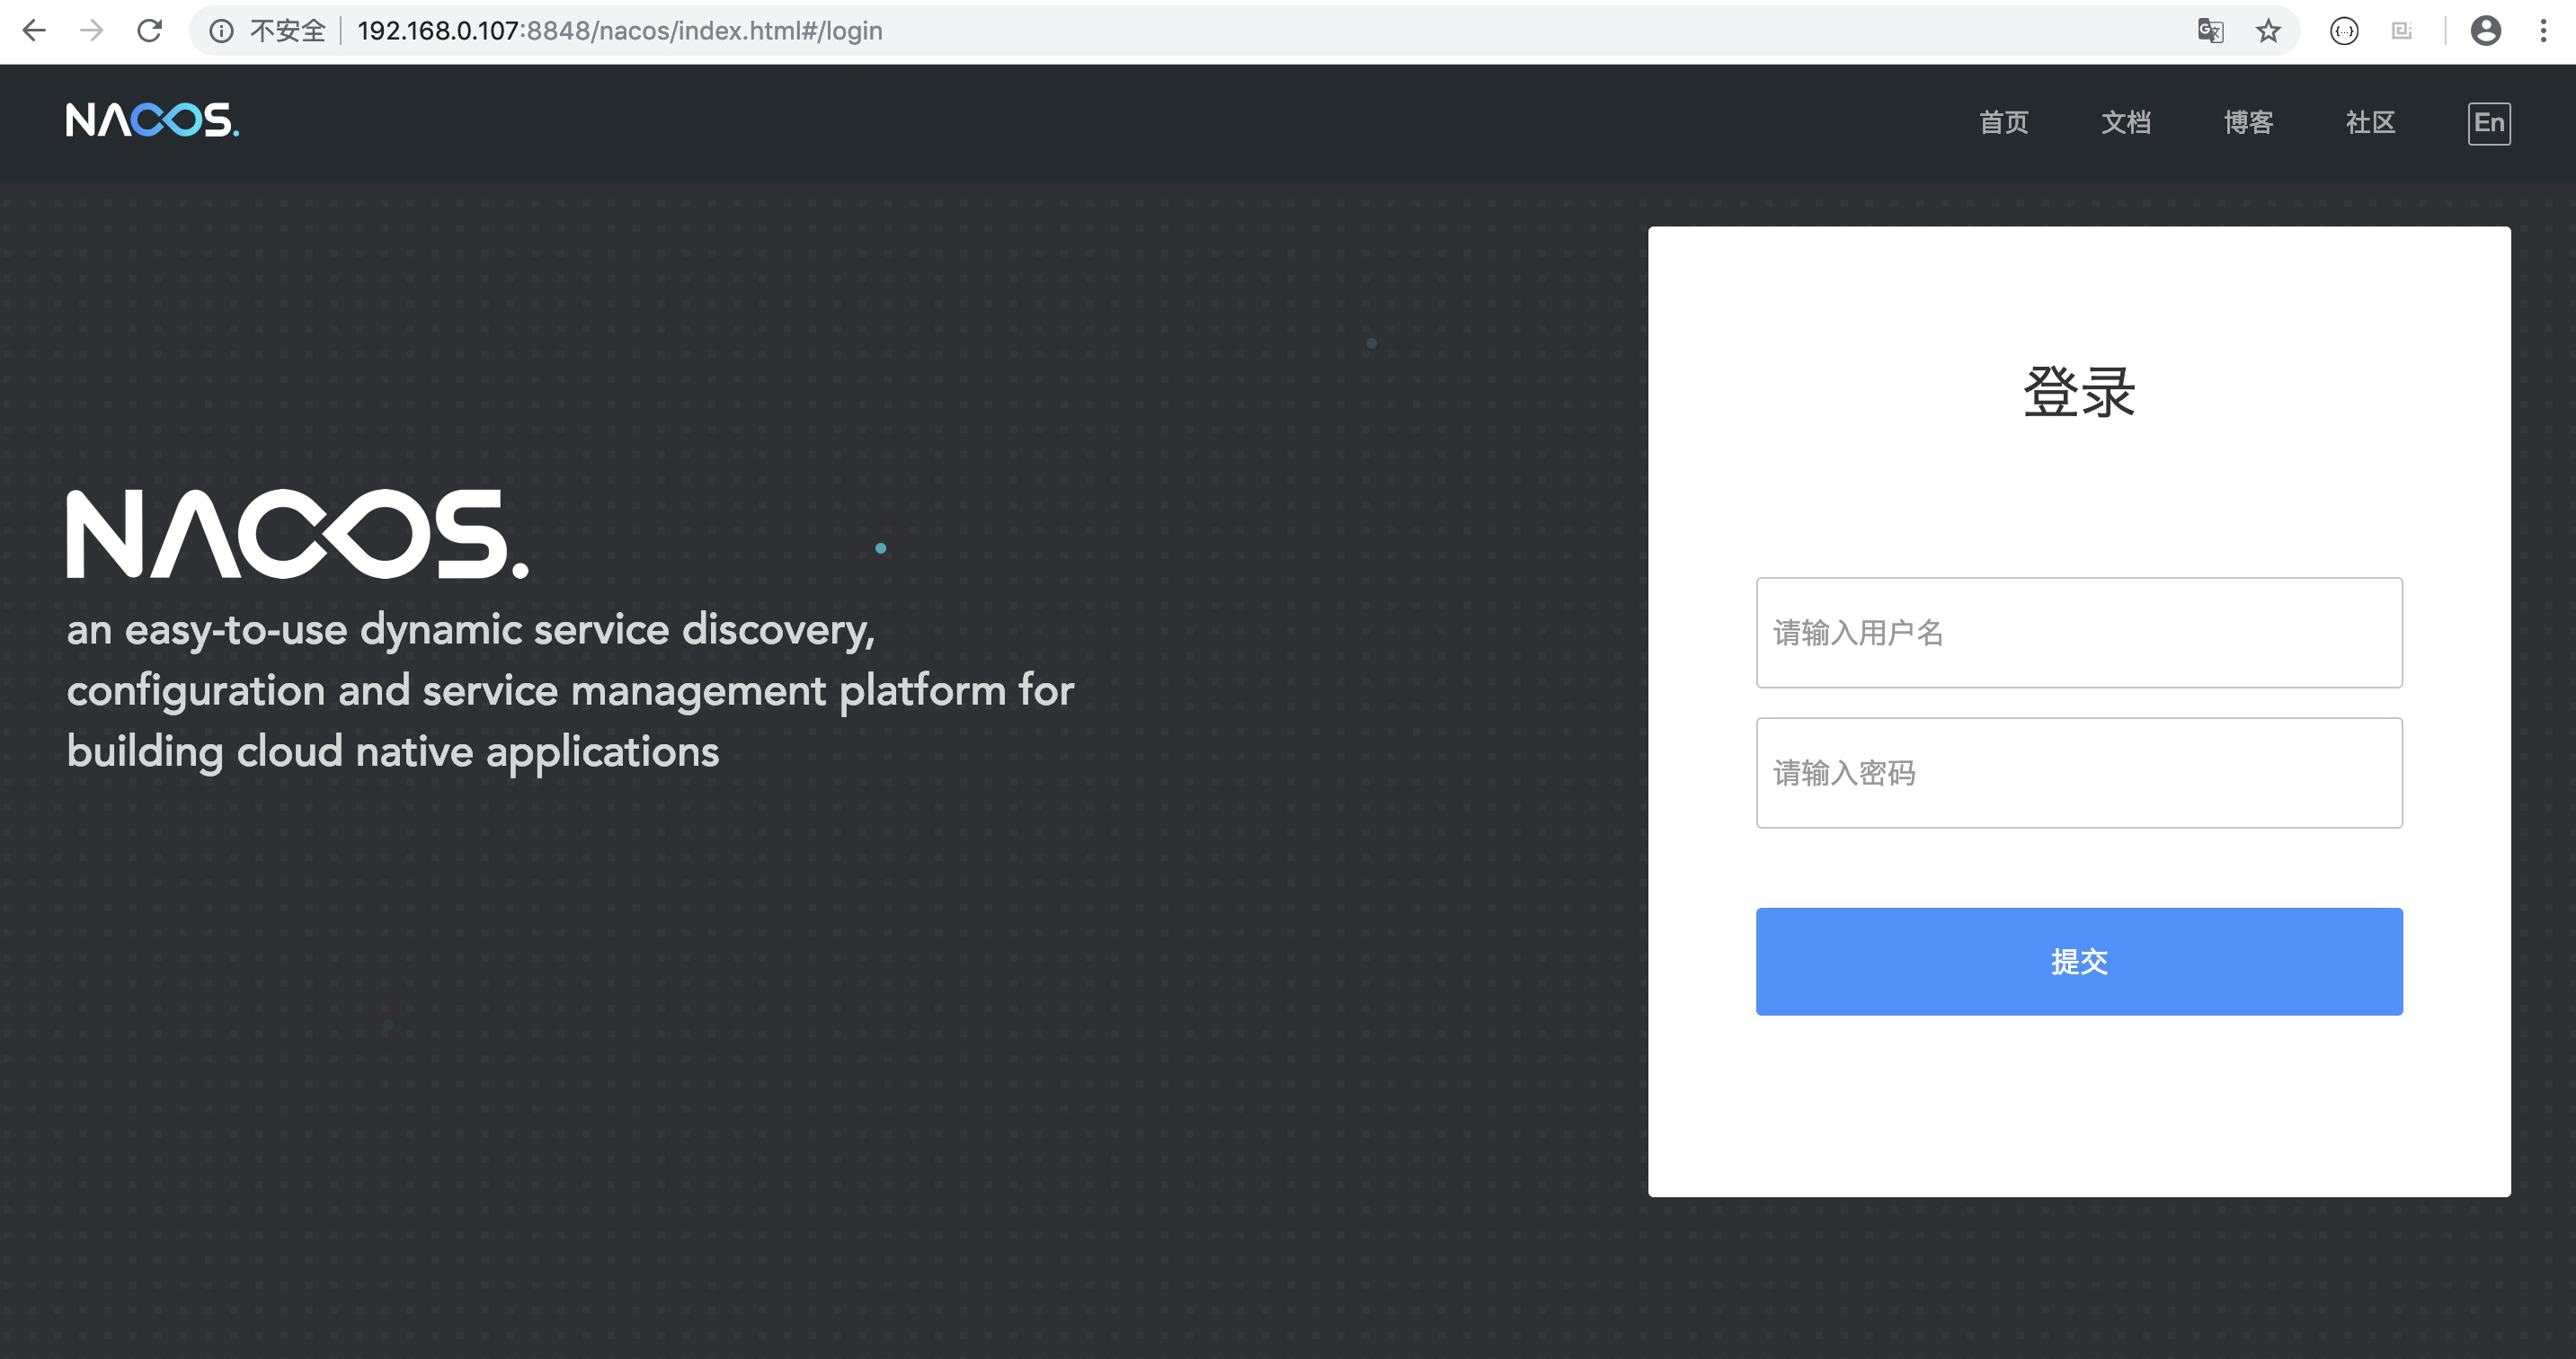 不安全 192.168.0.107:8848/nacos/index.html#/login
NACOS.
首页 文档 博客 社区 En
登录
NACOS.
an easy-to-use dynamic service discovery,
configuration and service management platform for
building cloud native applications
请输入用户名
请输入密码
提交